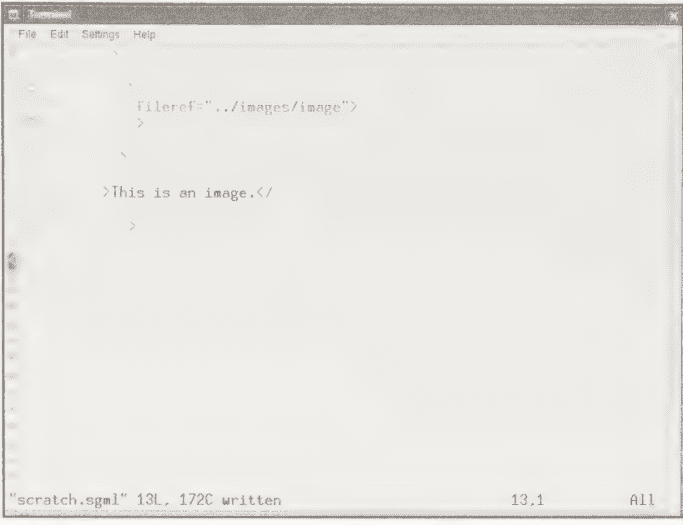 Terminal
File Edit Settings Help
fileref="../images/image">
>
>This is an image.</
>
"scratch.sgml" 13L, 172C written 13,1 All